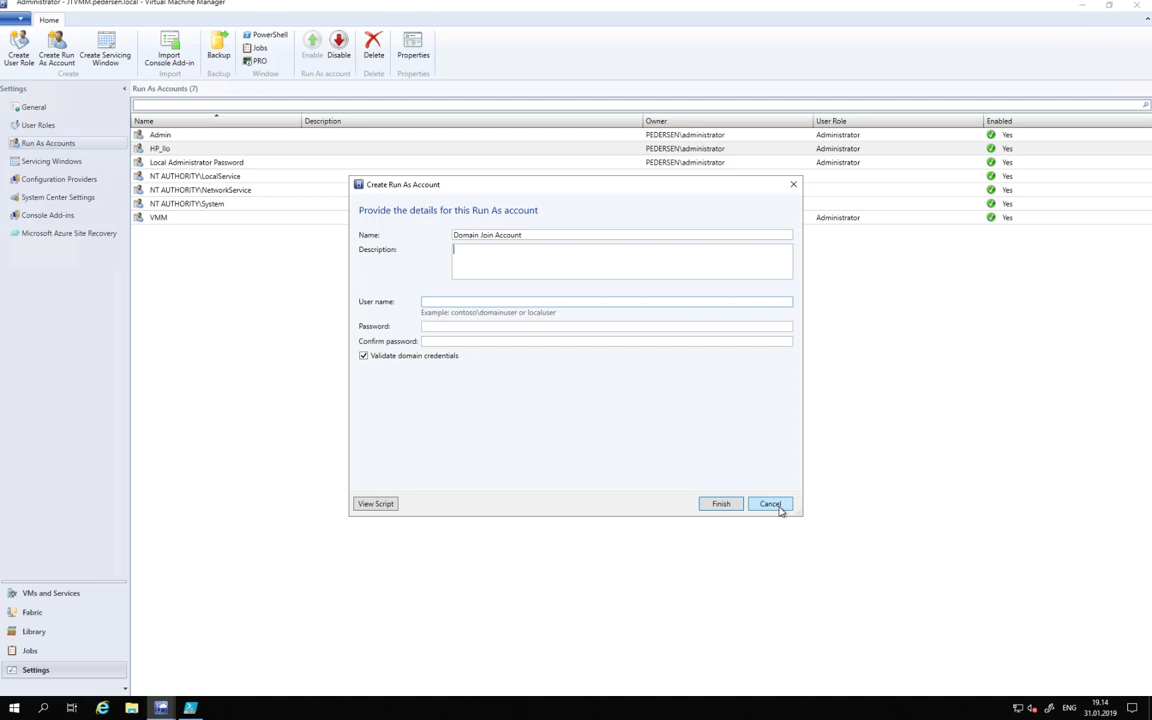 Administrator - JTVMM.pedersen.local - Virtual Machine Manager
Home
Create User Role
Create Run As Account
Create Servicing Window
Create
Import Console Add-in
Import
Backup
Backup
PowerShell
Jobs
PRO
Window
Enable
Disable
Run As account
Delete
Delete
Properties
Properties
Settings
General
User Roles
Run As Accounts
Servicing Windows
Configuration Providers
System Center Settings
Console Add-ins
Microsoft Azure Site Recovery
VMs and Services
Fabric
Library
Jobs
Settings
Run As Accounts (7)
Name Description Owner User Role Enabled
Admin PEDERSEN\administrator Administrator Yes
HP_Ilo PEDERSEN\administrator Administrator Yes
Local Administrator Password PEDERSEN\administrator Administrator Yes
NT AUTHORITY\LocalService Yes
NT AUTHORITY\NetworkService Yes
NT AUTHORITY\System Yes
VMM Administrator Yes
Create Run As Account
Provide the details for this Run As account
Name: Domain Join Account
Description:
User name:
Example: contoso\domainuser or localuser
Password:
Confirm password:
Validate domain credentials
View Script Finish Cancel
ENG
19.14
31.01.2019